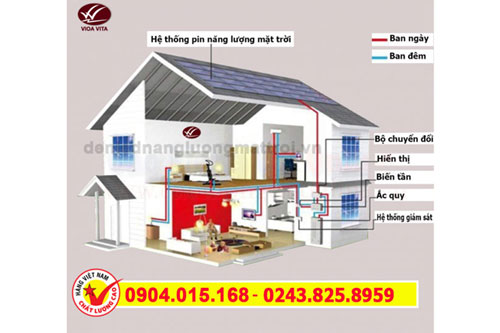 VIOA VITA
Hệ thống pin năng lượng mặt trời
Ban ngày
Ban đêm
Bộ chuyển đổi
Hiển thị
Biến tần
Ắc quy
Hệ thống giám sát
HÀNG VIỆT NAM
CHẤT LƯỢNG CAO
0904.015.168 - 0243.825.8959